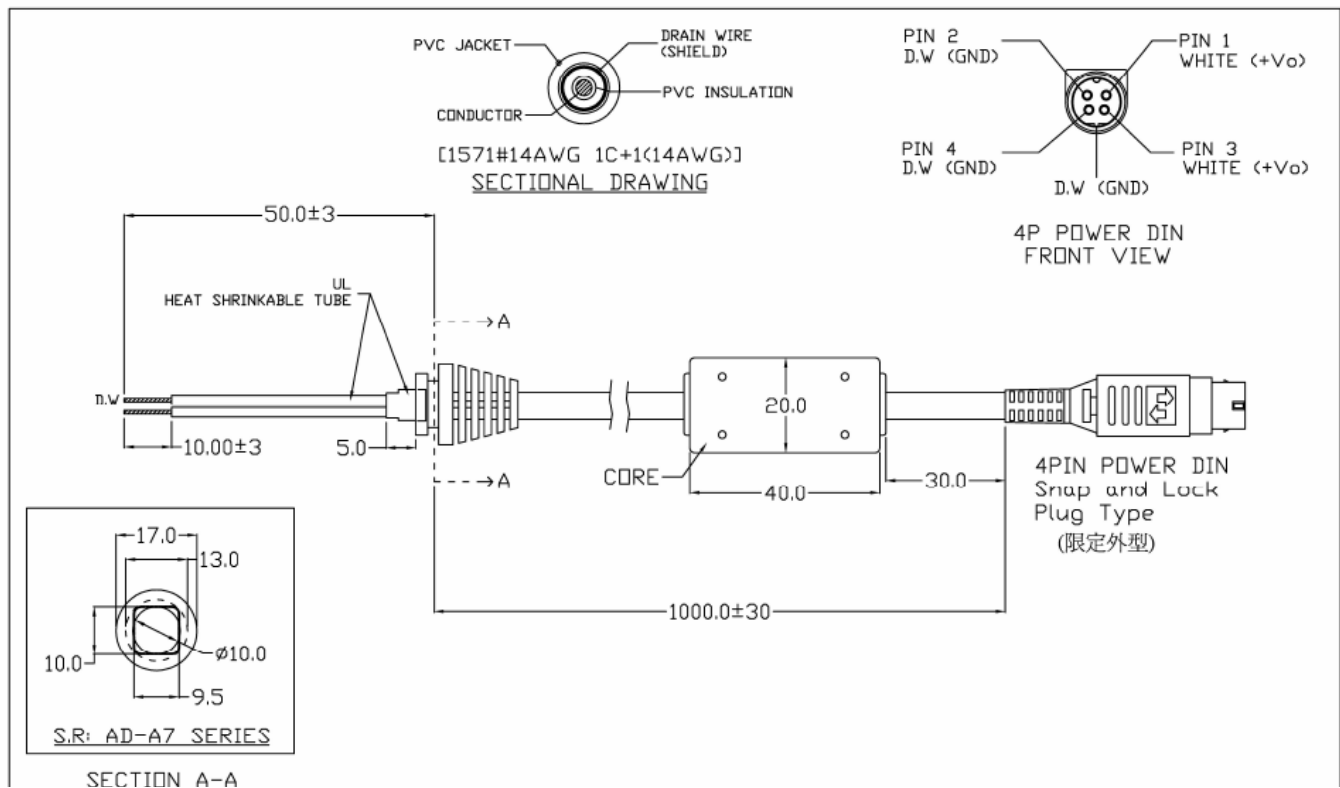 PVC JACKET
DRAIN WIRE
(SHIELD)
PVC INSULATION
CONDUCTOR
[1571#14AWG 1C+1(14AWG)]
SECTIONAL DRAWING
PIN 2
D.W (GND)
PIN 1
WHITE (+Vo)
PIN 4
D.W (GND)
PIN 3
WHITE (+Vo)
D.W (GND)
4P POWER DIN
FRONT VIEW
50.0±3
UL
HEAT SHRINKABLE TUBE
A
D.W
20.0
10.00±3
5.0
A
CORE
40.0
30.0
4PIN POWER DIN
Snap and Lock
Plug Type
(限定外型)
1000.0±30
17.0
13.0
10.0
ø10.0
9.5
S.R: AD-A7 SERIES
SECTION A-A